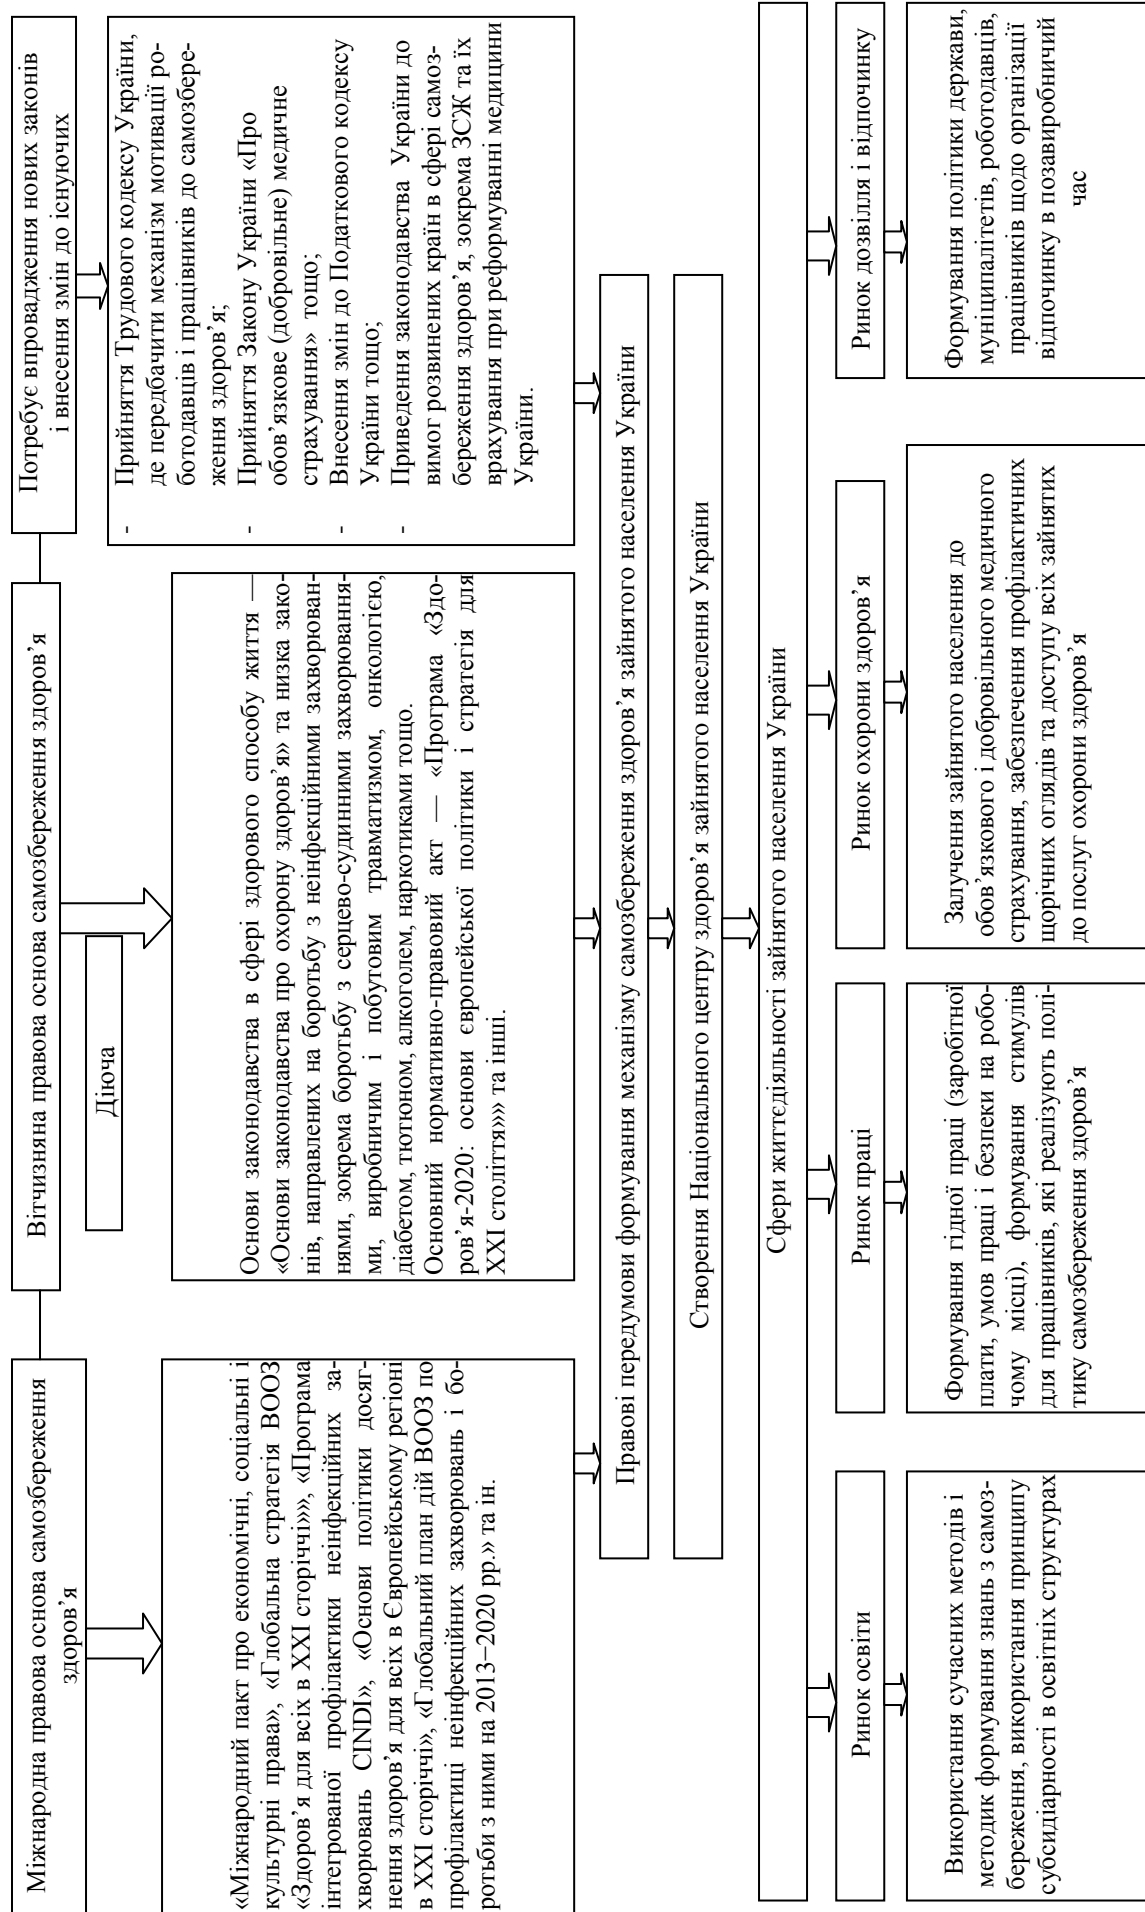 Міжнародна правова основа самозбереження
здоров’я
Вітчизняна правова основа самозбереження здоров’я
Потребує впровадження нових законів
і внесення змін до існуючих
Діюча
«Міжнародний пакт про економічні, соціальні і
культурні права», «Глобальна стратегія ВООЗ
«Здоров’я для всіх в XXI сторіччі»», «Програма
інтегрованої профілактики неінфекційних за-
хворювань CINDI», «Основи політики досяг-
нення здоров’я для всіх в Європейському регіоні
в XXI сторіччі», «Глобальний план дій ВООЗ по
профілактиці неінфекційних захворювань і бо-
ротьби з ними на 2013–2020 рр.» та ін.
Основи законодавства в сфері здорового способу життя —
«Основи законодавства про охорону здоров’я» та низка зако-
нів, направлених на боротьбу з неінфекційними захворюван-
нями, зокрема боротьбу з серцево-судинними захворювання-
ми, виробничим і побутовим травматизмом, онкологією,
діабетом, тютюном, алкоголем, наркотиками тощо.
Основний нормативно-правовий акт — «Програма «Здо-
ров’я-2020: основи європейської політики і стратегія для
XXI століття»» та інші.
- Прийняття Трудового кодексу України,
де передбачити механізм мотивації ро-
ботодавців і працівників до самозбере-
ження здоров’я;
- Прийняття Закону України «Про
обов’язкове (добровільне) медичне
страхування» тощо;
- Внесення змін до Податкового кодексу
України тощо;
- Приведення законодавства України до
вимог розвинених країн в сфері самоз-
береження здоров’я, зокрема ЗСЖ та їх
врахування при реформуванні медицини
України.
Правові передумови формування механізму самозбереження здоров’я зайнятого населення України
Створення Національного центру здоров’я зайнятого населення України
Сфери життєдіяльності зайнятого населення України
Ринок освіти
Ринок праці
Ринок охорони здоров’я
Ринок дозвілля і відпочинку
Використання сучасних методів і
методик формування знань з самоз-
береження, використання принципу
субсидіарності в освітніх структурах
Формування гідної праці (заробітної
плати, умов праці і безпеки на робо-
чому місці), формування стимулів
для працівників, які реалізують полі-
тику самозбереження здоров’я
Залучення зайнятого населення до
обов’язкового і добровільного медичного
страхування, забезпечення профілактичних
щорічних оглядів та доступу всіх зайнятих
до послуг охорони здоров’я
Формування політики держави,
муніципалітетів, роботодавців,
працівників щодо організації
відпочинку в позавиробничий
час